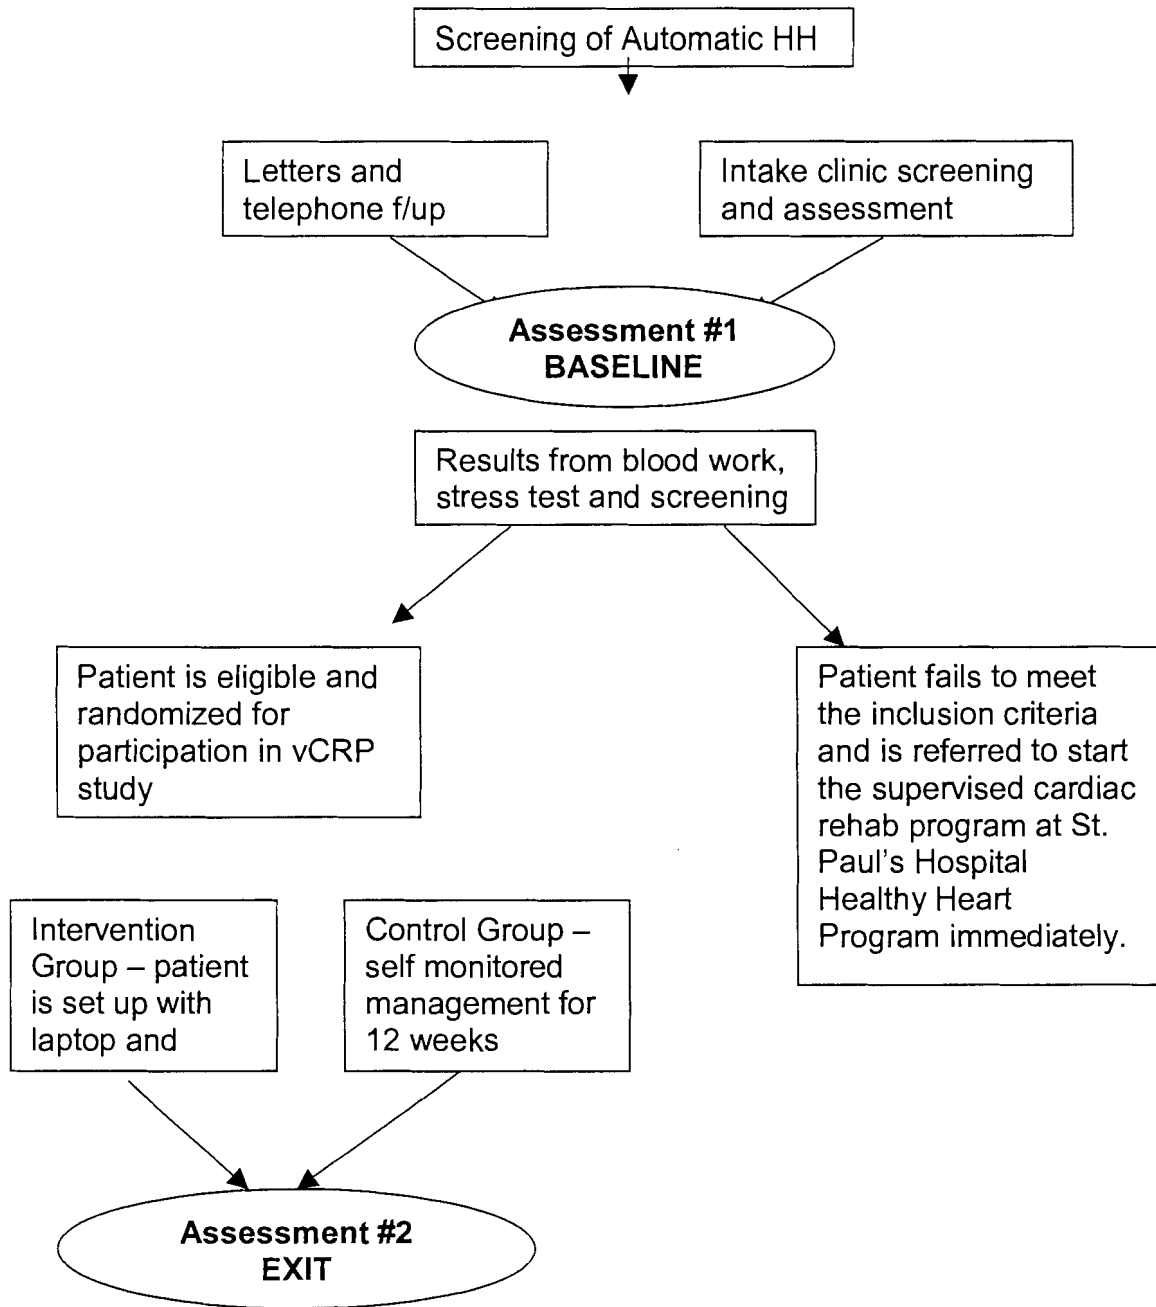 Screening of Automatic HH
Letters and
telephone f/up
Intake clinic screening
and assessment
Assessment #1
BASELINE
Results from blood work,
stress test and screening
Patient is eligible and
randomized for
participation in vCRP
study
Patient fails to meet
the inclusion criteria
and is referred to start
the supervised cardiac
rehab program at St.
Paul's Hospital
Healthy Heart
Program immediately.
Intervention
Group – patient
is set up with
laptop and
Control Group –
self monitored
management for
12 weeks
Assessment #2
EXIT